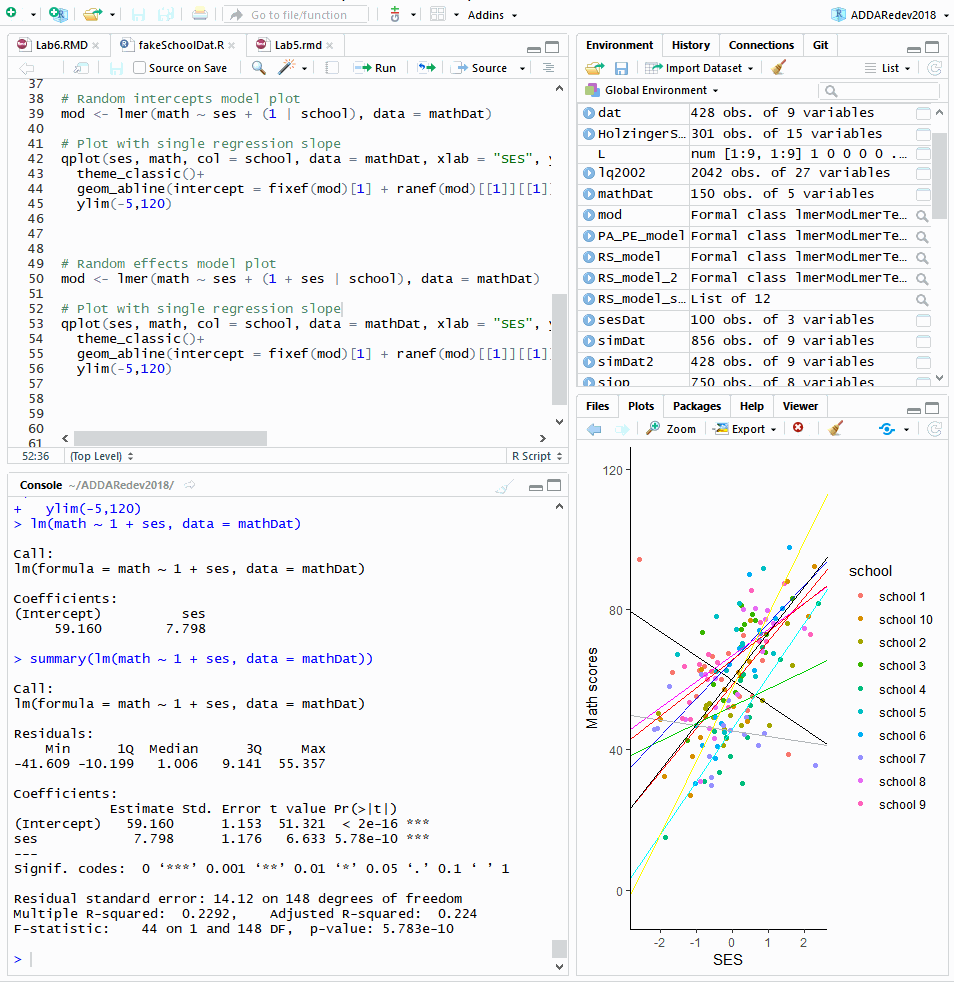 Go to file/function
Addins
ADDARedev2018
Lab6.RMD
fakeSchoolDat.R
Lab5.rmd
Source on Save
Run
Source
37
38 # Random intercepts model plot
39 mod <- lmer(math ~ ses + (1 | school), data = mathDat)
40
41 # Plot with single regression slope
42 qplot(ses, math, col = school, data = mathDat, xlab = "SES",
43 theme_classic()+
44 geom_abline(intercept = fixef(mod)[1] + ranef(mod)[[1]][[1]]
45 ylim(-5,120)
46
47
48
49 # Random effects model plot
50 mod <- lmer(math ~ ses + (1 + ses | school), data = mathDat)
51
52 # Plot with single regression slope
53 qplot(ses, math, col = school, data = mathDat, xlab = "SES",
54 theme_classic()+
55 geom_abline(intercept = fixef(mod)[1] + ranef(mod)[[1]][[1]]
56 ylim(-5,120)
57
58
59
60
61
52:36 (Top Level) R Script
Console ~/ADDARedev2018/
+ ylim(-5,120)
> lm(math ~ 1 + ses, data = mathDat)
Call:
lm(formula = math ~ 1 + ses, data = mathDat)
Coefficients:
(Intercept) ses
59.160 7.798
> summary(lm(math ~ 1 + ses, data = mathDat))
Call:
lm(formula = math ~ 1 + ses, data = mathDat)
Residuals:
Min 1Q Median 3Q Max
-41.609 -10.199 1.006 9.141 55.357
Coefficients:
Estimate Std. Error t value Pr(>|t|)
(Intercept) 59.160 1.153 51.321 < 2e-16 ***
ses 7.798 1.176 6.633 5.78e-10 ***
---
Signif. codes: 0 ‘***’ 0.001 ‘**’ 0.01 ‘*’ 0.05 ‘.’ 0.1 ‘ ’ 1
Residual standard error: 14.12 on 148 degrees of freedom
Multiple R-squared: 0.2292, Adjusted R-squared: 0.224
F-statistic: 44 on 1 and 148 DF, p-value: 5.783e-10
>
Environment History Connections Git
Import Dataset List
Global Environment
dat 428 obs. of 9 variables
HolzingerS… 301 obs. of 15 variables
L num [1:9, 1:9] 1 0 0 0 0 ...
lq2002 2042 obs. of 27 variables
mathDat 150 obs. of 5 variables
mod Formal class lmerModLmerTe…
PA_PE_model Formal class lmerModLmerTe…
RS_model Formal class lmerModLmerTe…
RS_model_2 Formal class lmerModLmerTe…
RS_model_s… List of 12
sesDat 100 obs. of 3 variables
simDat 856 obs. of 9 variables
simDat2 428 obs. of 9 variables
siop 750 obs. of 8 variables
Files Plots Packages Help Viewer
Zoom Export
120
80
40
0
Math scores
-2 -1 0 1 2
SES
school
school 1
school 10
school 2
school 3
school 4
school 5
school 6
school 7
school 8
school 9